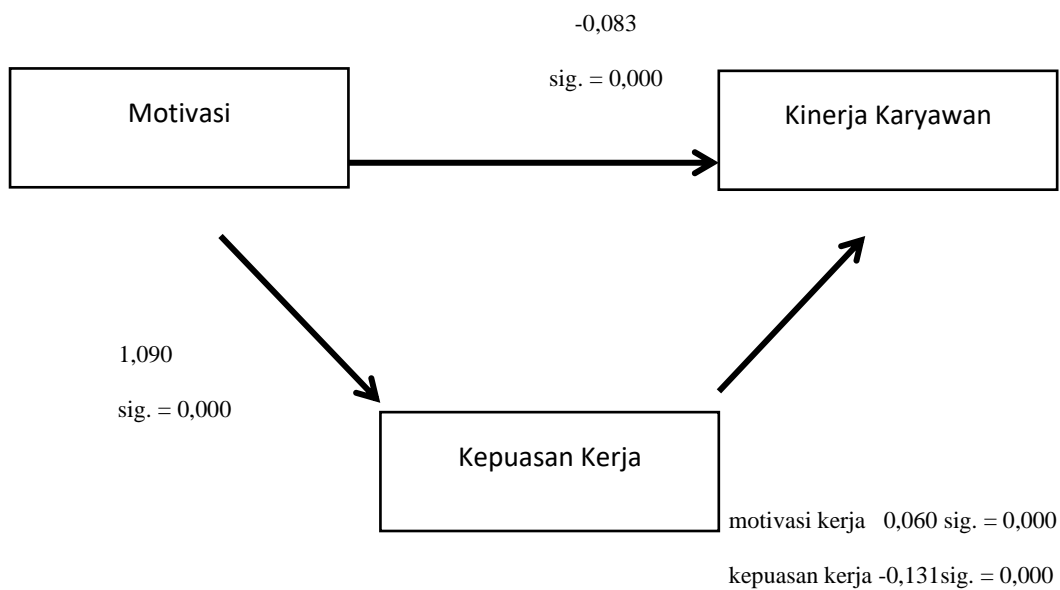 -0,083
sig. = 0,000
Motivasi
Kinerja Karyawan
1,090
sig. = 0,000
Kepuasan Kerja
motivasi kerja 0,060 sig. = 0,000
kepuasan kerja -0,131sig. = 0,000